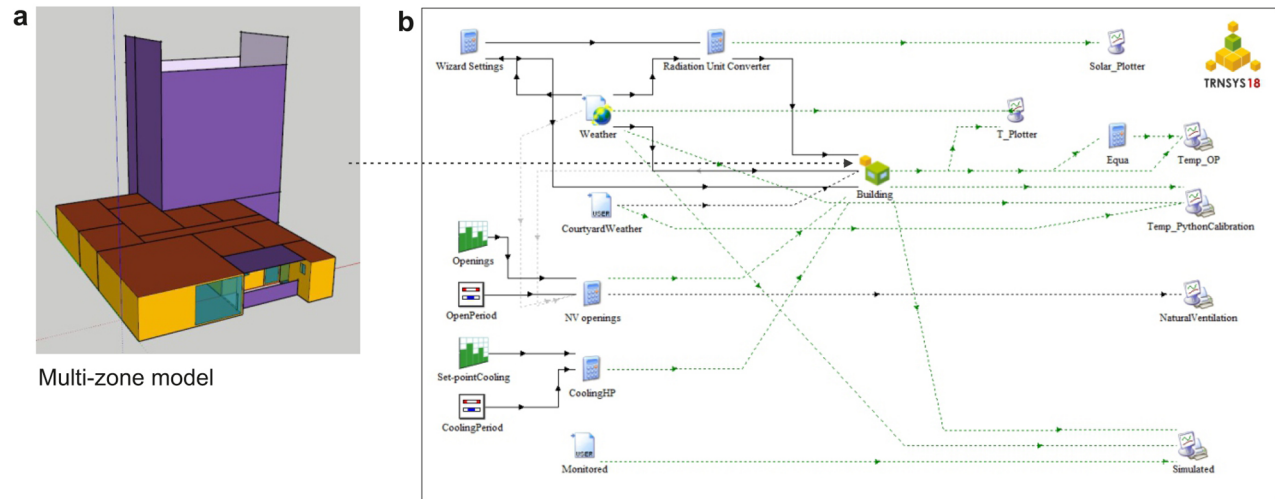 a
Multi-zone model
b
Wizard Settings
Radiation Unit Converter
Solar_Plotter
TRNSYS18
Weather
T_Plotter
Equa
Temp_OP
Building
USER
CourtyardWeather
Temp_PythonCalibration
Openings
OpenPeriod
NV openings
NaturalVentilation
Set-pointCooling
CoolingHP
CoolingPeriod
USER
Monitored
Simulated